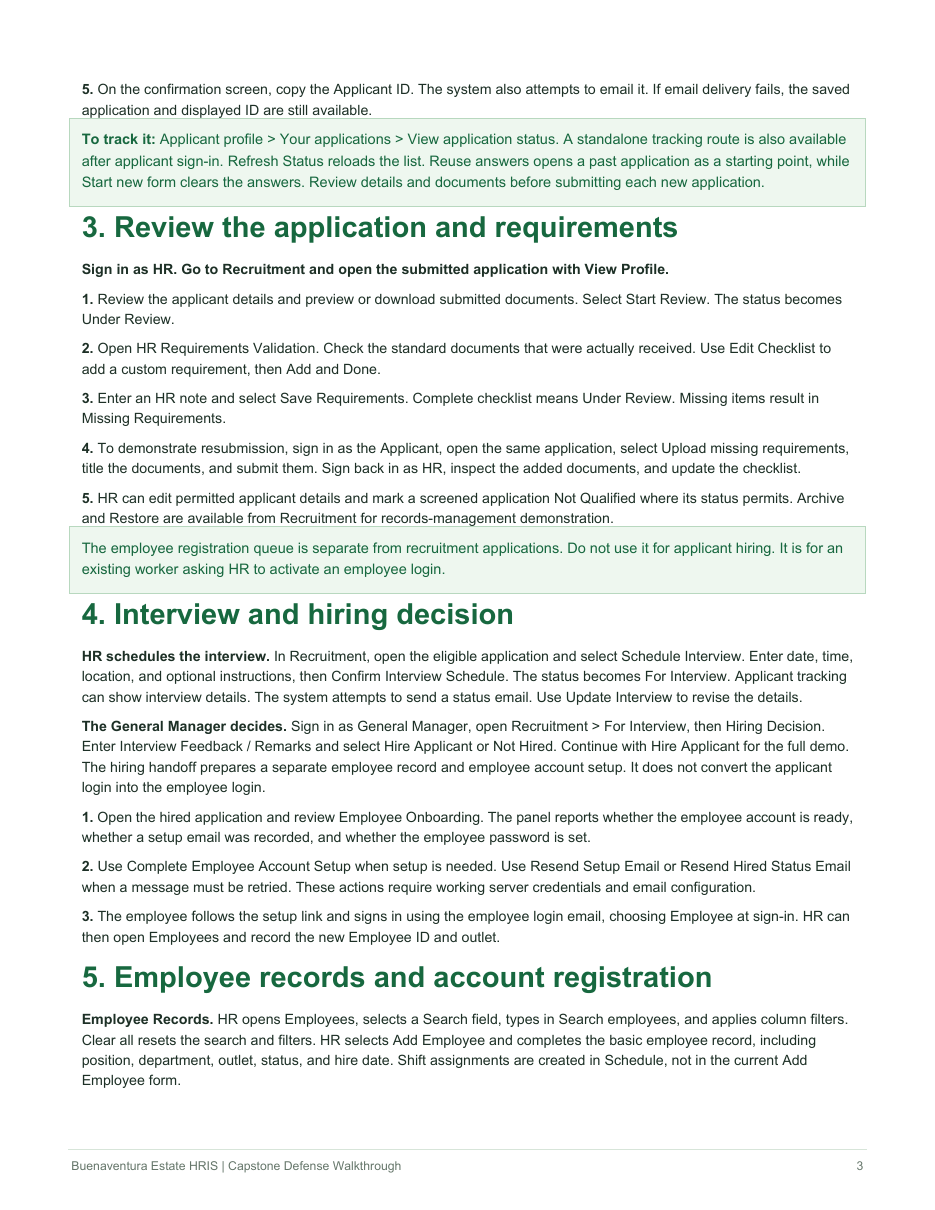 5. On the confirmation screen, copy the Applicant ID. The system also attempts to email it. If email delivery fails, the saved
application and displayed ID are still available.
To track it: Applicant profile > Your applications > View application status. A standalone tracking route is also available
after applicant sign-in. Refresh Status reloads the list. Reuse answers opens a past application as a starting point, while
Start new form clears the answers. Review details and documents before submitting each new application.
3. Review the application and requirements
Sign in as HR. Go to Recruitment and open the submitted application with View Profile.
1. Review the applicant details and preview or download submitted documents. Select Start Review. The status becomes
Under Review.
2. Open HR Requirements Validation. Check the standard documents that were actually received. Use Edit Checklist to
add a custom requirement, then Add and Done.
3. Enter an HR note and select Save Requirements. Complete checklist means Under Review. Missing items result in
Missing Requirements.
4. To demonstrate resubmission, sign in as the Applicant, open the same application, select Upload missing requirements,
title the documents, and submit them. Sign back in as HR, inspect the added documents, and update the checklist.
5. HR can edit permitted applicant details and mark a screened application Not Qualified where its status permits. Archive
and Restore are available from Recruitment for records-management demonstration.
The employee registration queue is separate from recruitment applications. Do not use it for applicant hiring. It is for an
existing worker asking HR to activate an employee login.
4. Interview and hiring decision
HR schedules the interview. In Recruitment, open the eligible application and select Schedule Interview. Enter date, time,
location, and optional instructions, then Confirm Interview Schedule. The status becomes For Interview. Applicant tracking
can show interview details. The system attempts to send a status email. Use Update Interview to revise the details.
The General Manager decides. Sign in as General Manager, open Recruitment > For Interview, then Hiring Decision.
Enter Interview Feedback / Remarks and select Hire Applicant or Not Hired. Continue with Hire Applicant for the full demo.
The hiring handoff prepares a separate employee record and employee account setup. It does not convert the applicant
login into the employee login.
1. Open the hired application and review Employee Onboarding. The panel reports whether the employee account is ready,
whether a setup email was recorded, and whether the employee password is set.
2. Use Complete Employee Account Setup when setup is needed. Use Resend Setup Email or Resend Hired Status Email
when a message must be retried. These actions require working server credentials and email configuration.
3. The employee follows the setup link and signs in using the employee login email, choosing Employee at sign-in. HR can
then open Employees and record the new Employee ID and outlet.
5. Employee records and account registration
Employee Records. HR opens Employees, selects a Search field, types in Search employees, and applies column filters.
Clear all resets the search and filters. HR selects Add Employee and completes the basic employee record, including
position, department, outlet, status, and hire date. Shift assignments are created in Schedule, not in the current Add
Employee form.
Buenaventura Estate HRIS | Capstone Defense Walkthrough
3